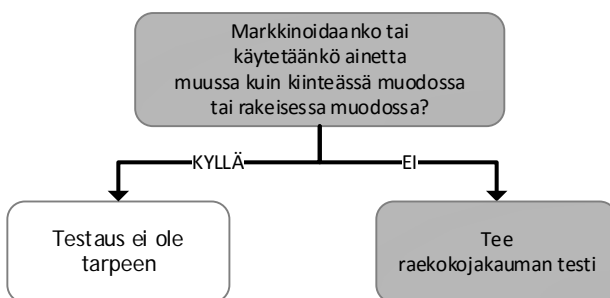 Markkinoidaanko tai
käytetäänkö ainetta
muussa kuin kiinteässä muodossa
tai rakeisessa muodossa?
KYLLÄ
EI
Testaus ei ole
tarpeen
Tee
raekokojakauman testi